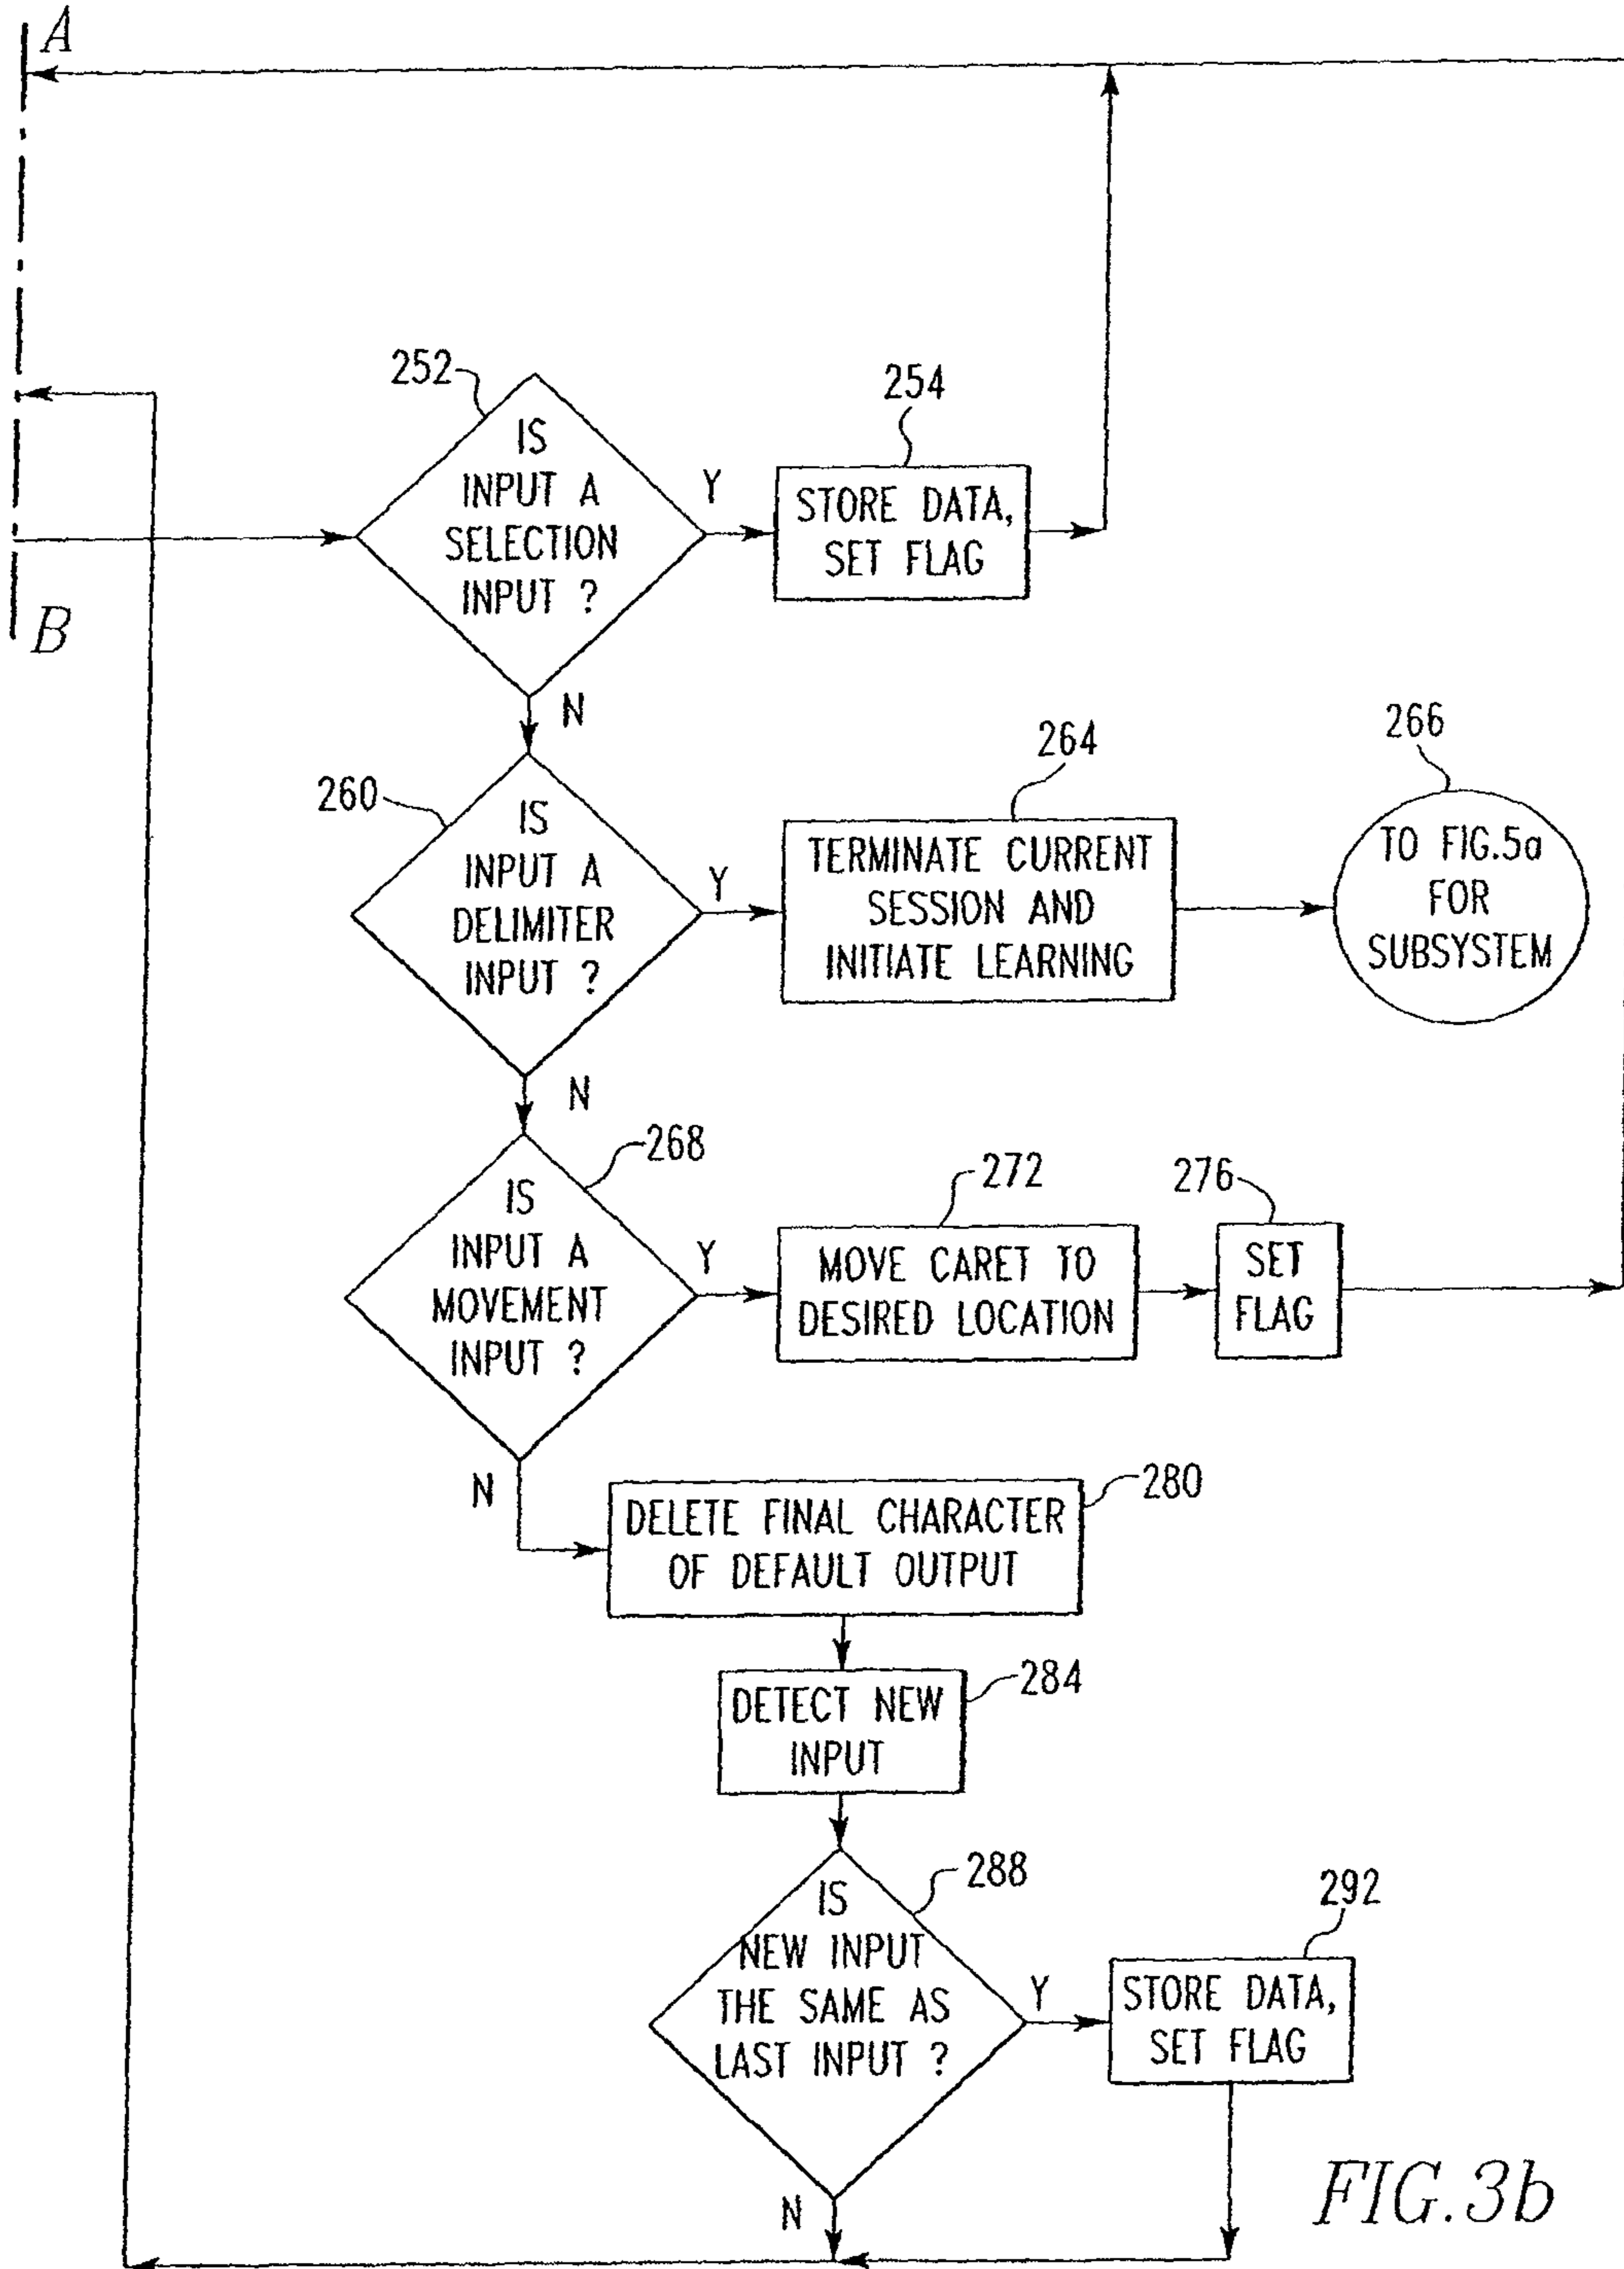 A
252
IS
INPUT A
SELECTION
INPUT ?
Y
254
STORE DATA,
SET FLAG
B
N
260
IS
INPUT A
DELIMITER
INPUT ?
Y
264
TERMINATE CURRENT
SESSION AND
INITIATE LEARNING
266
TO FIG.5a
FOR
SUBSYSTEM
N
268
IS
INPUT A
MOVEMENT
INPUT ?
Y
272
MOVE CARET TO
DESIRED LOCATION
276
SET
FLAG
N
280
DELETE FINAL CHARACTER
OF DEFAULT OUTPUT
284
DETECT NEW
INPUT
288
IS
NEW INPUT
THE SAME AS
LAST INPUT ?
Y
292
STORE DATA,
SET FLAG
N
FIG.3b